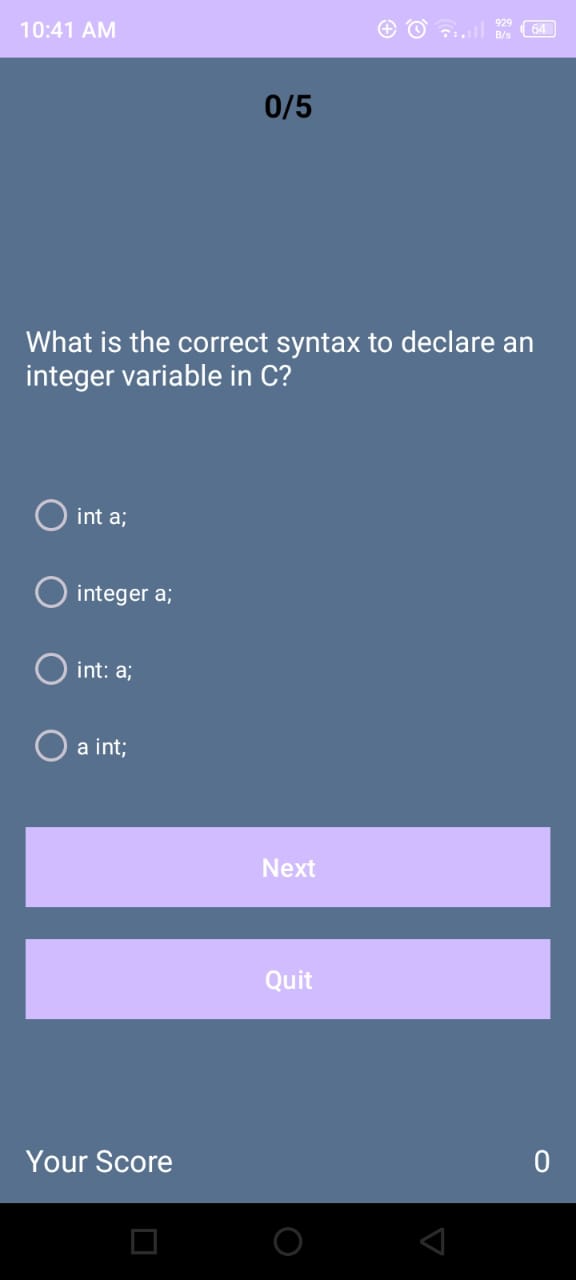 10:41 AM
929
B/s
64
0/5
What is the correct syntax to declare an
integer variable in C?
int a;
integer a;
int: a;
a int;
Next
Quit
Your Score 0